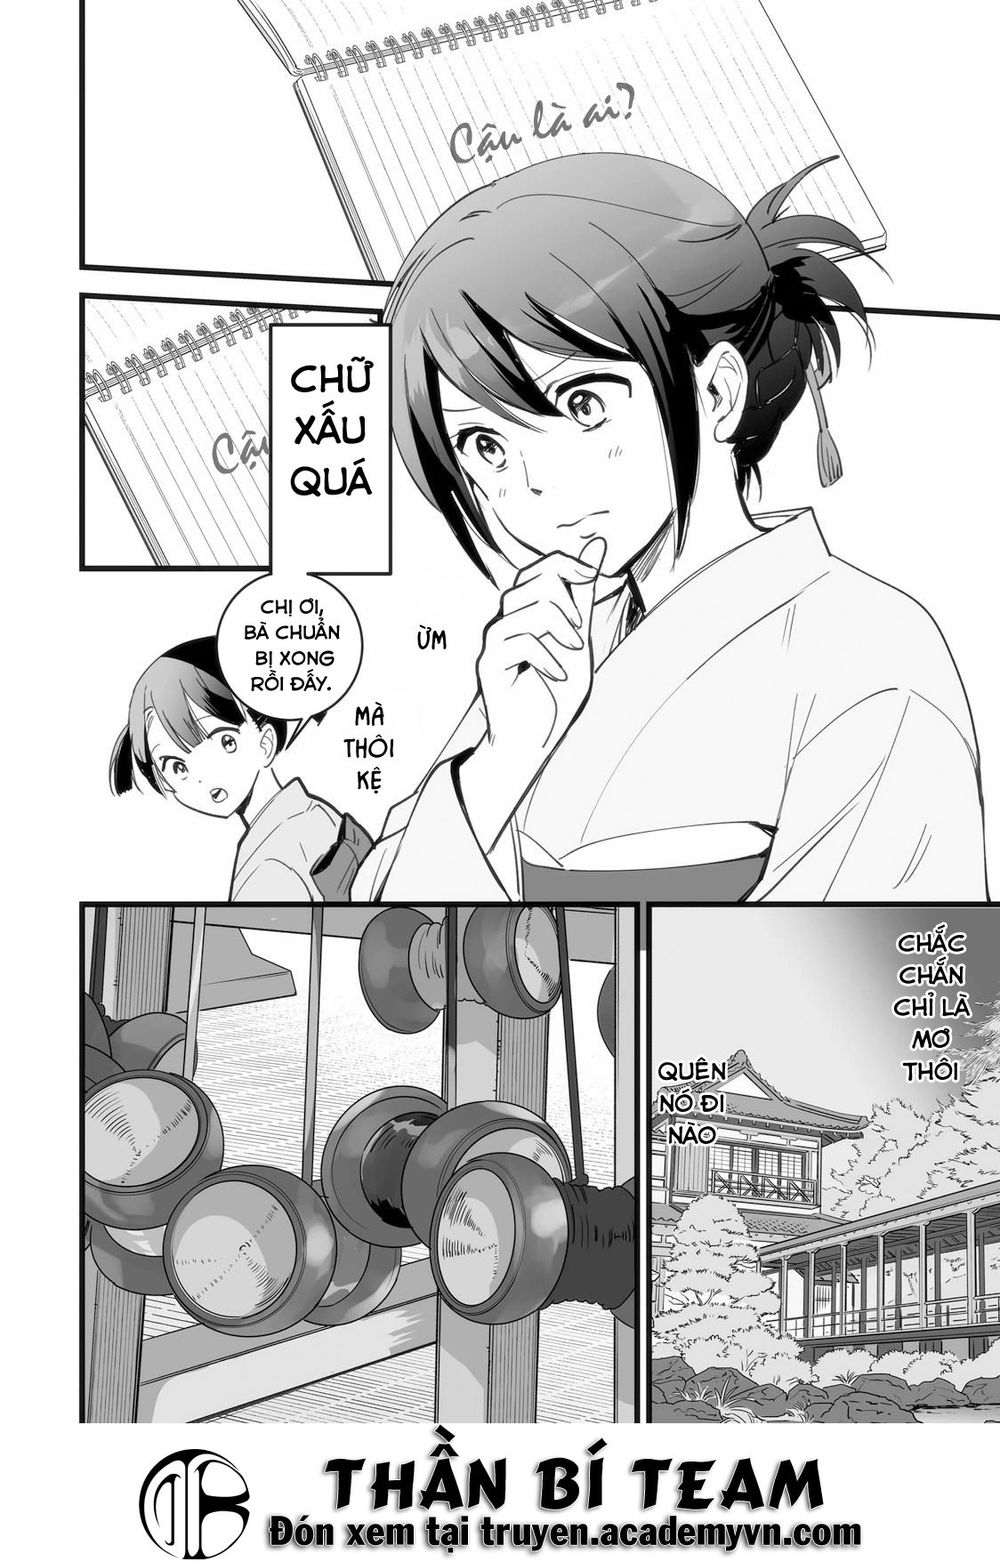 Cậu là ai?
Cậu
CHỮ
XẤU
QUÁ
CHỊ ƠI,
BÀ CHUẨN
BỊ XONG
RỒI ĐẤY.
ỪM
MÀ
THÔI
KỆ
CHẮC
CHẮN
CHỈ LÀ
MƠ
THÔI
QUÊN
NÓ ĐI
NÀO
THẦN BÍ TEAM
Đón xem tại truyen.academyvn.com